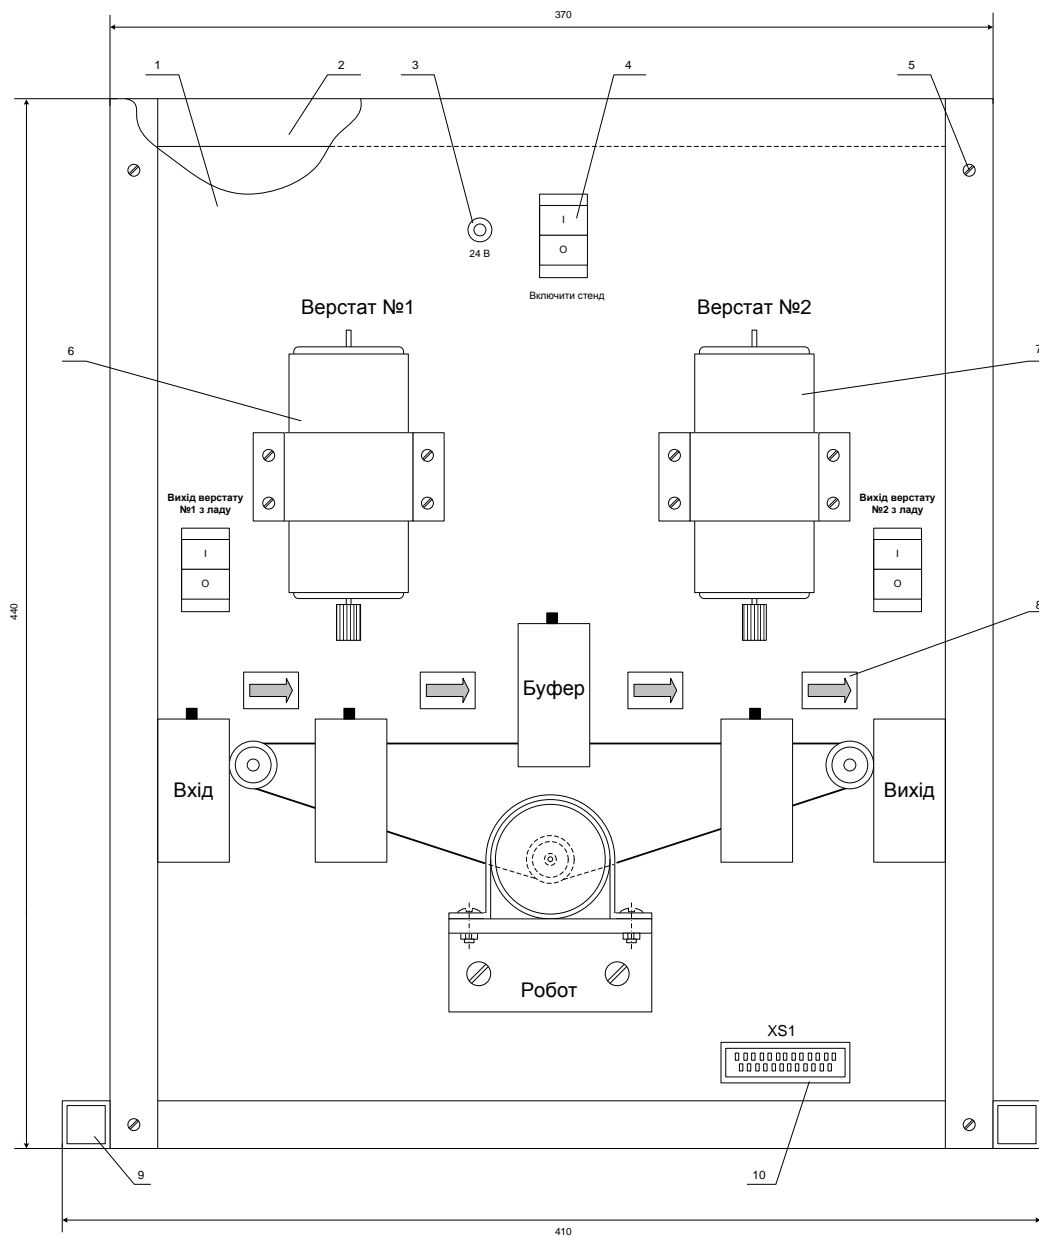 370
1
2
3
4
5
24 В
I
O
Включити стенд
Верстат №1
Верстат №2
6
7
Вихід верстату
№1 з ладу
I
O
Вихід верстату
№2 з ладу
I
O
440
8
Буфер
Вхід
Вихід
Робот
XS1
9
10
410